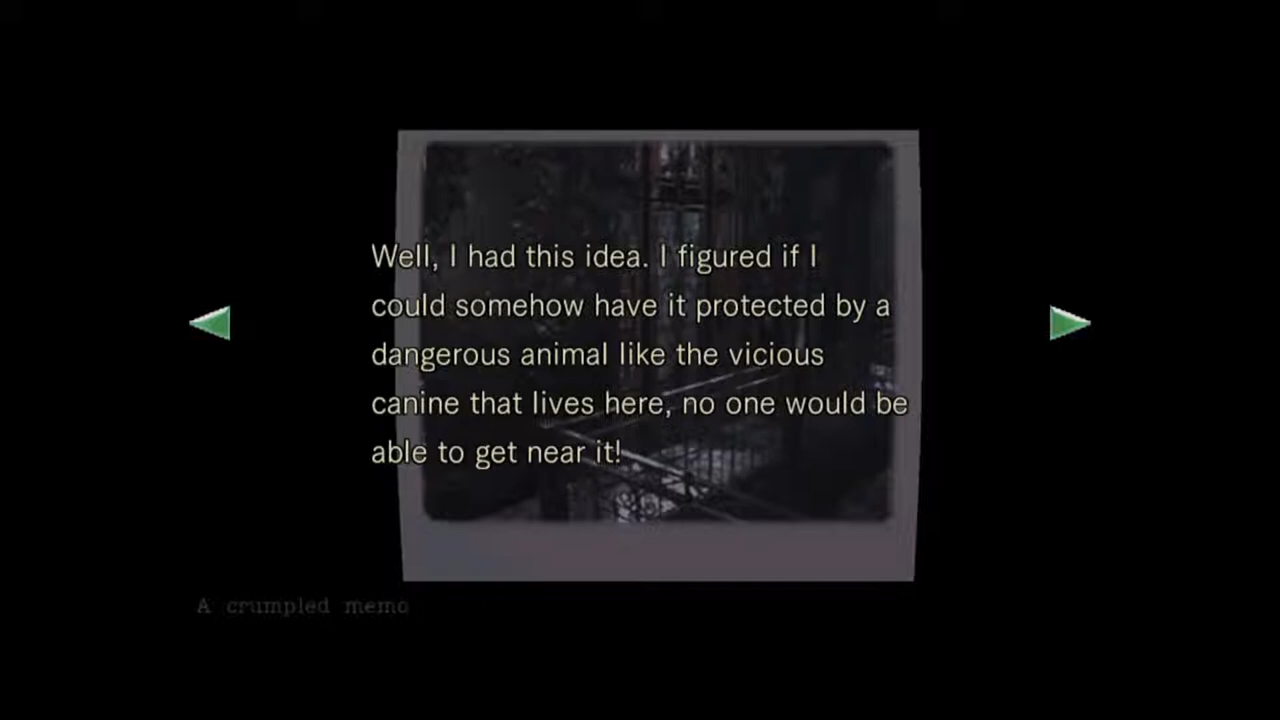 Well, I had this idea. I figured if I
could somehow have it protected by a
dangerous animal like the vicious
canine that lives here, no one would be
able to get near it!
A crumpled memo